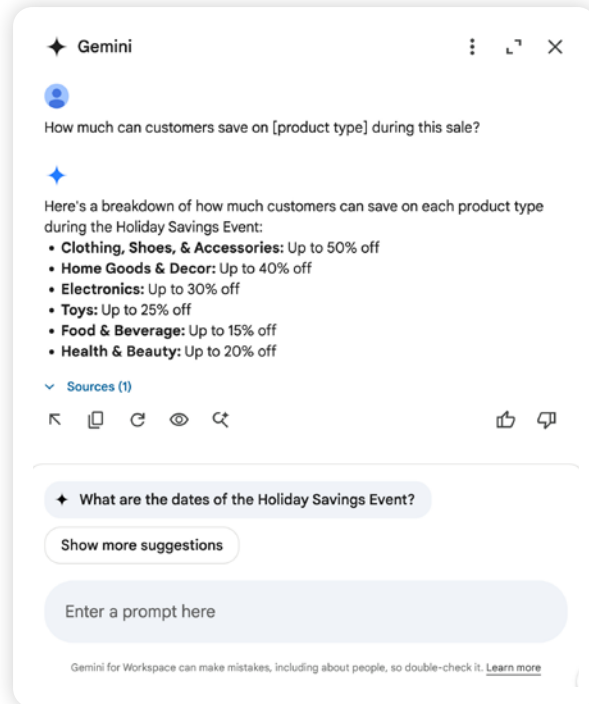 Gemini
How much can customers save on [product type] during this sale?
Here's a breakdown of how much customers can save on each product type
during the Holiday Savings Event:
• Clothing, Shoes, & Accessories: Up to 50% off
• Home Goods & Decor: Up to 40% off
• Electronics: Up to 30% off
• Toys: Up to 25% off
• Food & Beverage: Up to 15% off
• Health & Beauty: Up to 20% off
Sources (1)
What are the dates of the Holiday Savings Event?
Show more suggestions
Enter a prompt here
Gemini for Workspace can make mistakes, including about people, so double-check it. Learn more